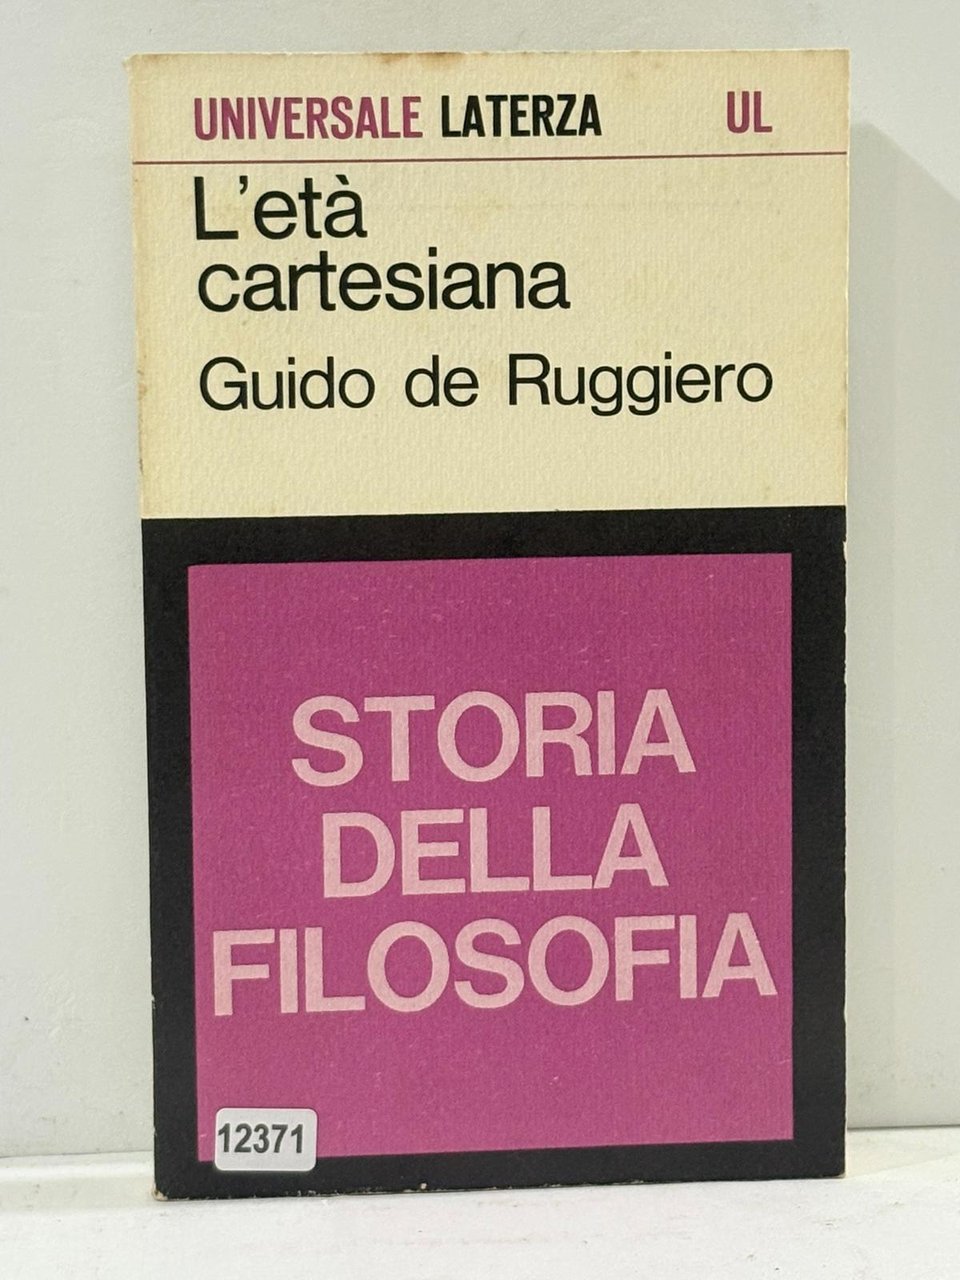 UNIVERSALE LATERZA UL
L'età
cartesiana
Guido de Ruggiero
STORIA
DELLA
FILOSOFIA
12371